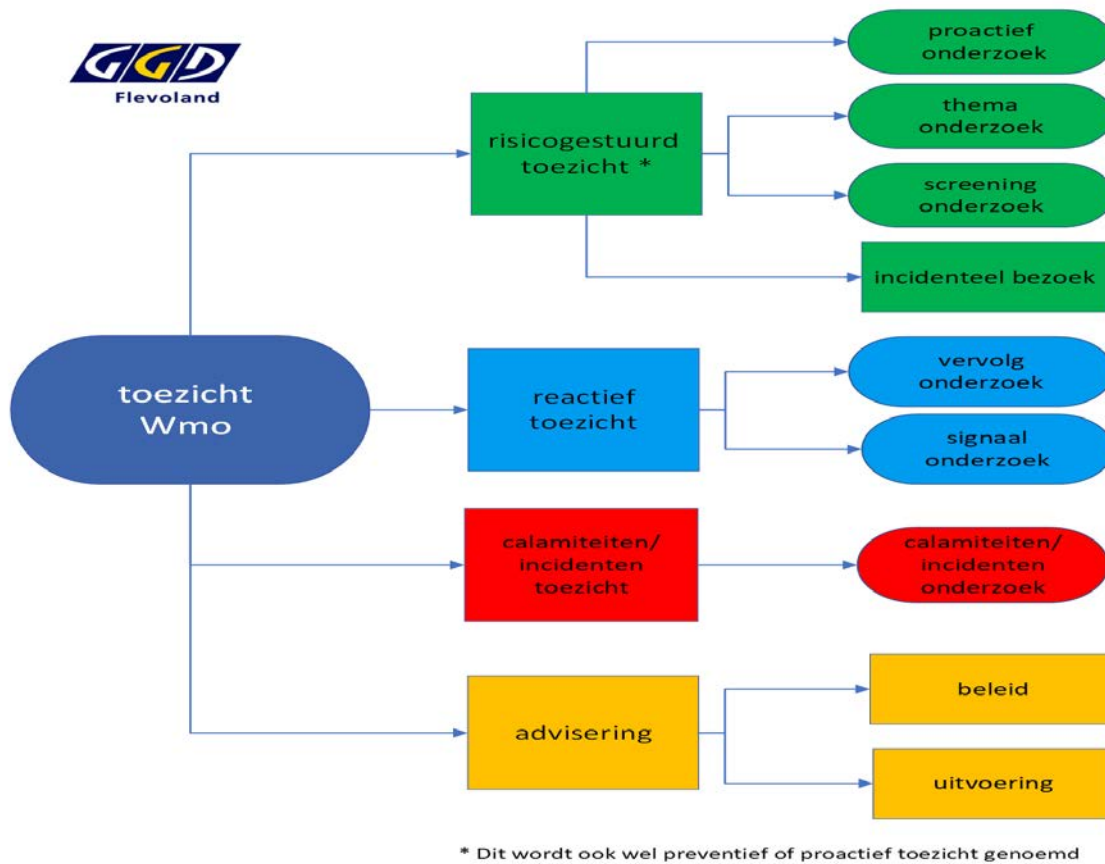 GGD
Flevoland
proactief
onderzoek
risicogestuurd
toezicht *
thema
onderzoek
screening
onderzoek
incidenteel bezoek
toezicht
Wmo
reactief
toezicht
vervolg
onderzoek
signaal
onderzoek
calamiteiten/
incidenten
toezicht
calamiteiten/
incidenten
onderzoek
advisering
beleid
uitvoering
* Dit wordt ook wel preventief of proactief toezicht genoemd